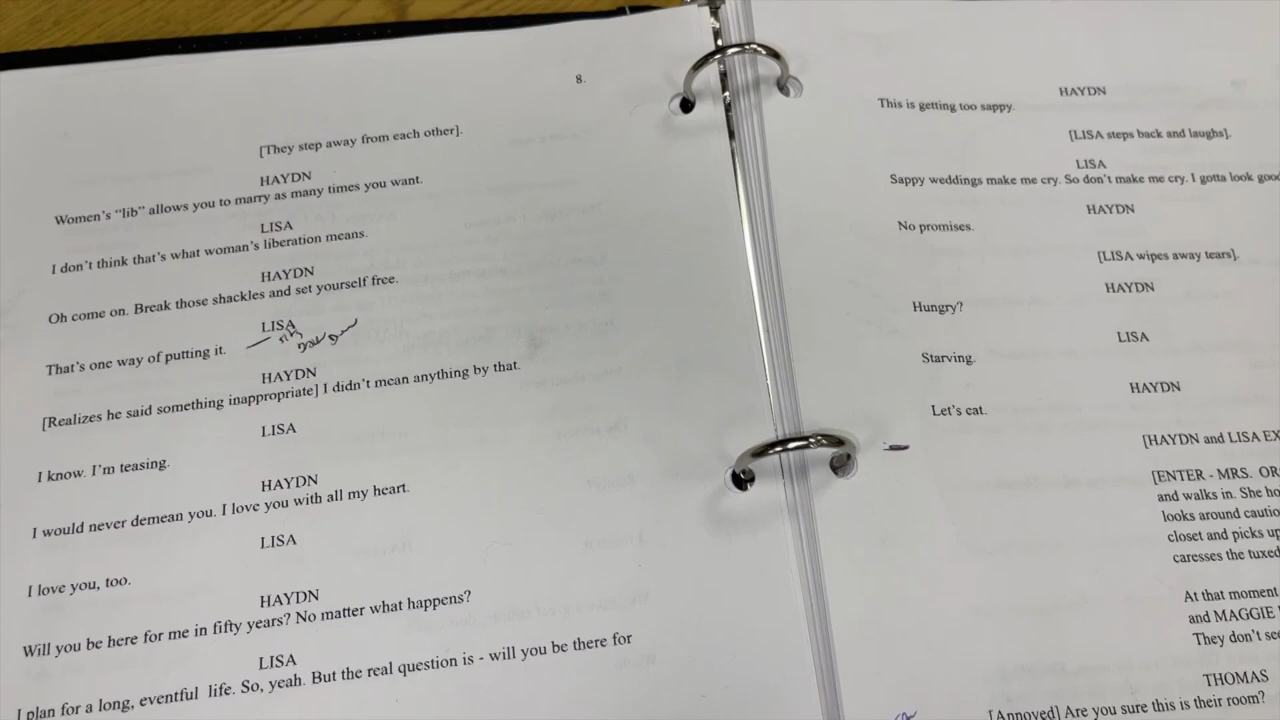 8.
[They step away from each other].
HAYDN
Women's "lib" allows you to marry as many times you want.
LISA
I don't think that's what woman's liberation means.
HAYDN
Oh come on. Break those shackles and set yourself free.
LISA
That's one way of putting it.
HAYDN
[Realizes he said something inappropriate] I didn't mean anything by that.
LISA
I know. I'm teasing.
HAYDN
I would never demean you. I love you with all my heart.
LISA
I love you, too.
HAYDN
Will you be here for me in fifty years? No matter what happens?
LISA
I plan for a long, eventful life. So, yeah. But the real question is - will you be there for
HAYDN
This is getting too sappy.
[LISA steps back and laughs].
LISA
Sappy weddings make me cry. So don't make me cry. I gotta look good
HAYDN
No promises.
[LISA wipes away tears].
HAYDN
Hungry?
LISA
Starving.
HAYDN
Let's eat.
[HAYDN and LISA EX
[ENTER - MRS. OR
and walks in. She ho
looks around cautio
closet and picks up
caresses the tuxed
At that moment
and MAGGIE
They don't se
THOMAS
[Annoyed] Are you sure this is their room?